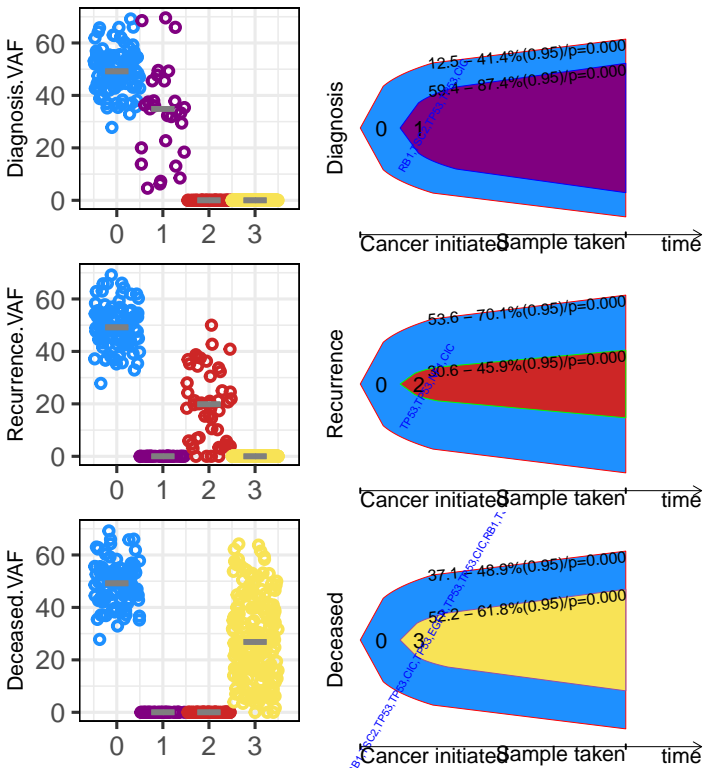 Diagnosis.VAF
60
40
20
0
0 1 2 3
Diagnosis
12.5 – 41.4%(0.95)/p=0.000
59.4 – 87.4%(0.95)/p=0.000
0 1
Cancer initiated Sample taken time
Recurrence.VAF
60
40
20
0
0 1 2 3
Recurrence
53.6 – 70.1%(0.95)/p=0.000
30.6 – 45.9%(0.95)/p=0.000
0 2
Cancer initiated Sample taken time
Deceased.VAF
60
40
20
0
0 1 2 3
Deceased
37.1 – 48.9%(0.95)/p=0.000
52.2 – 61.8%(0.95)/p=0.000
0 3
Cancer initiated Sample taken time